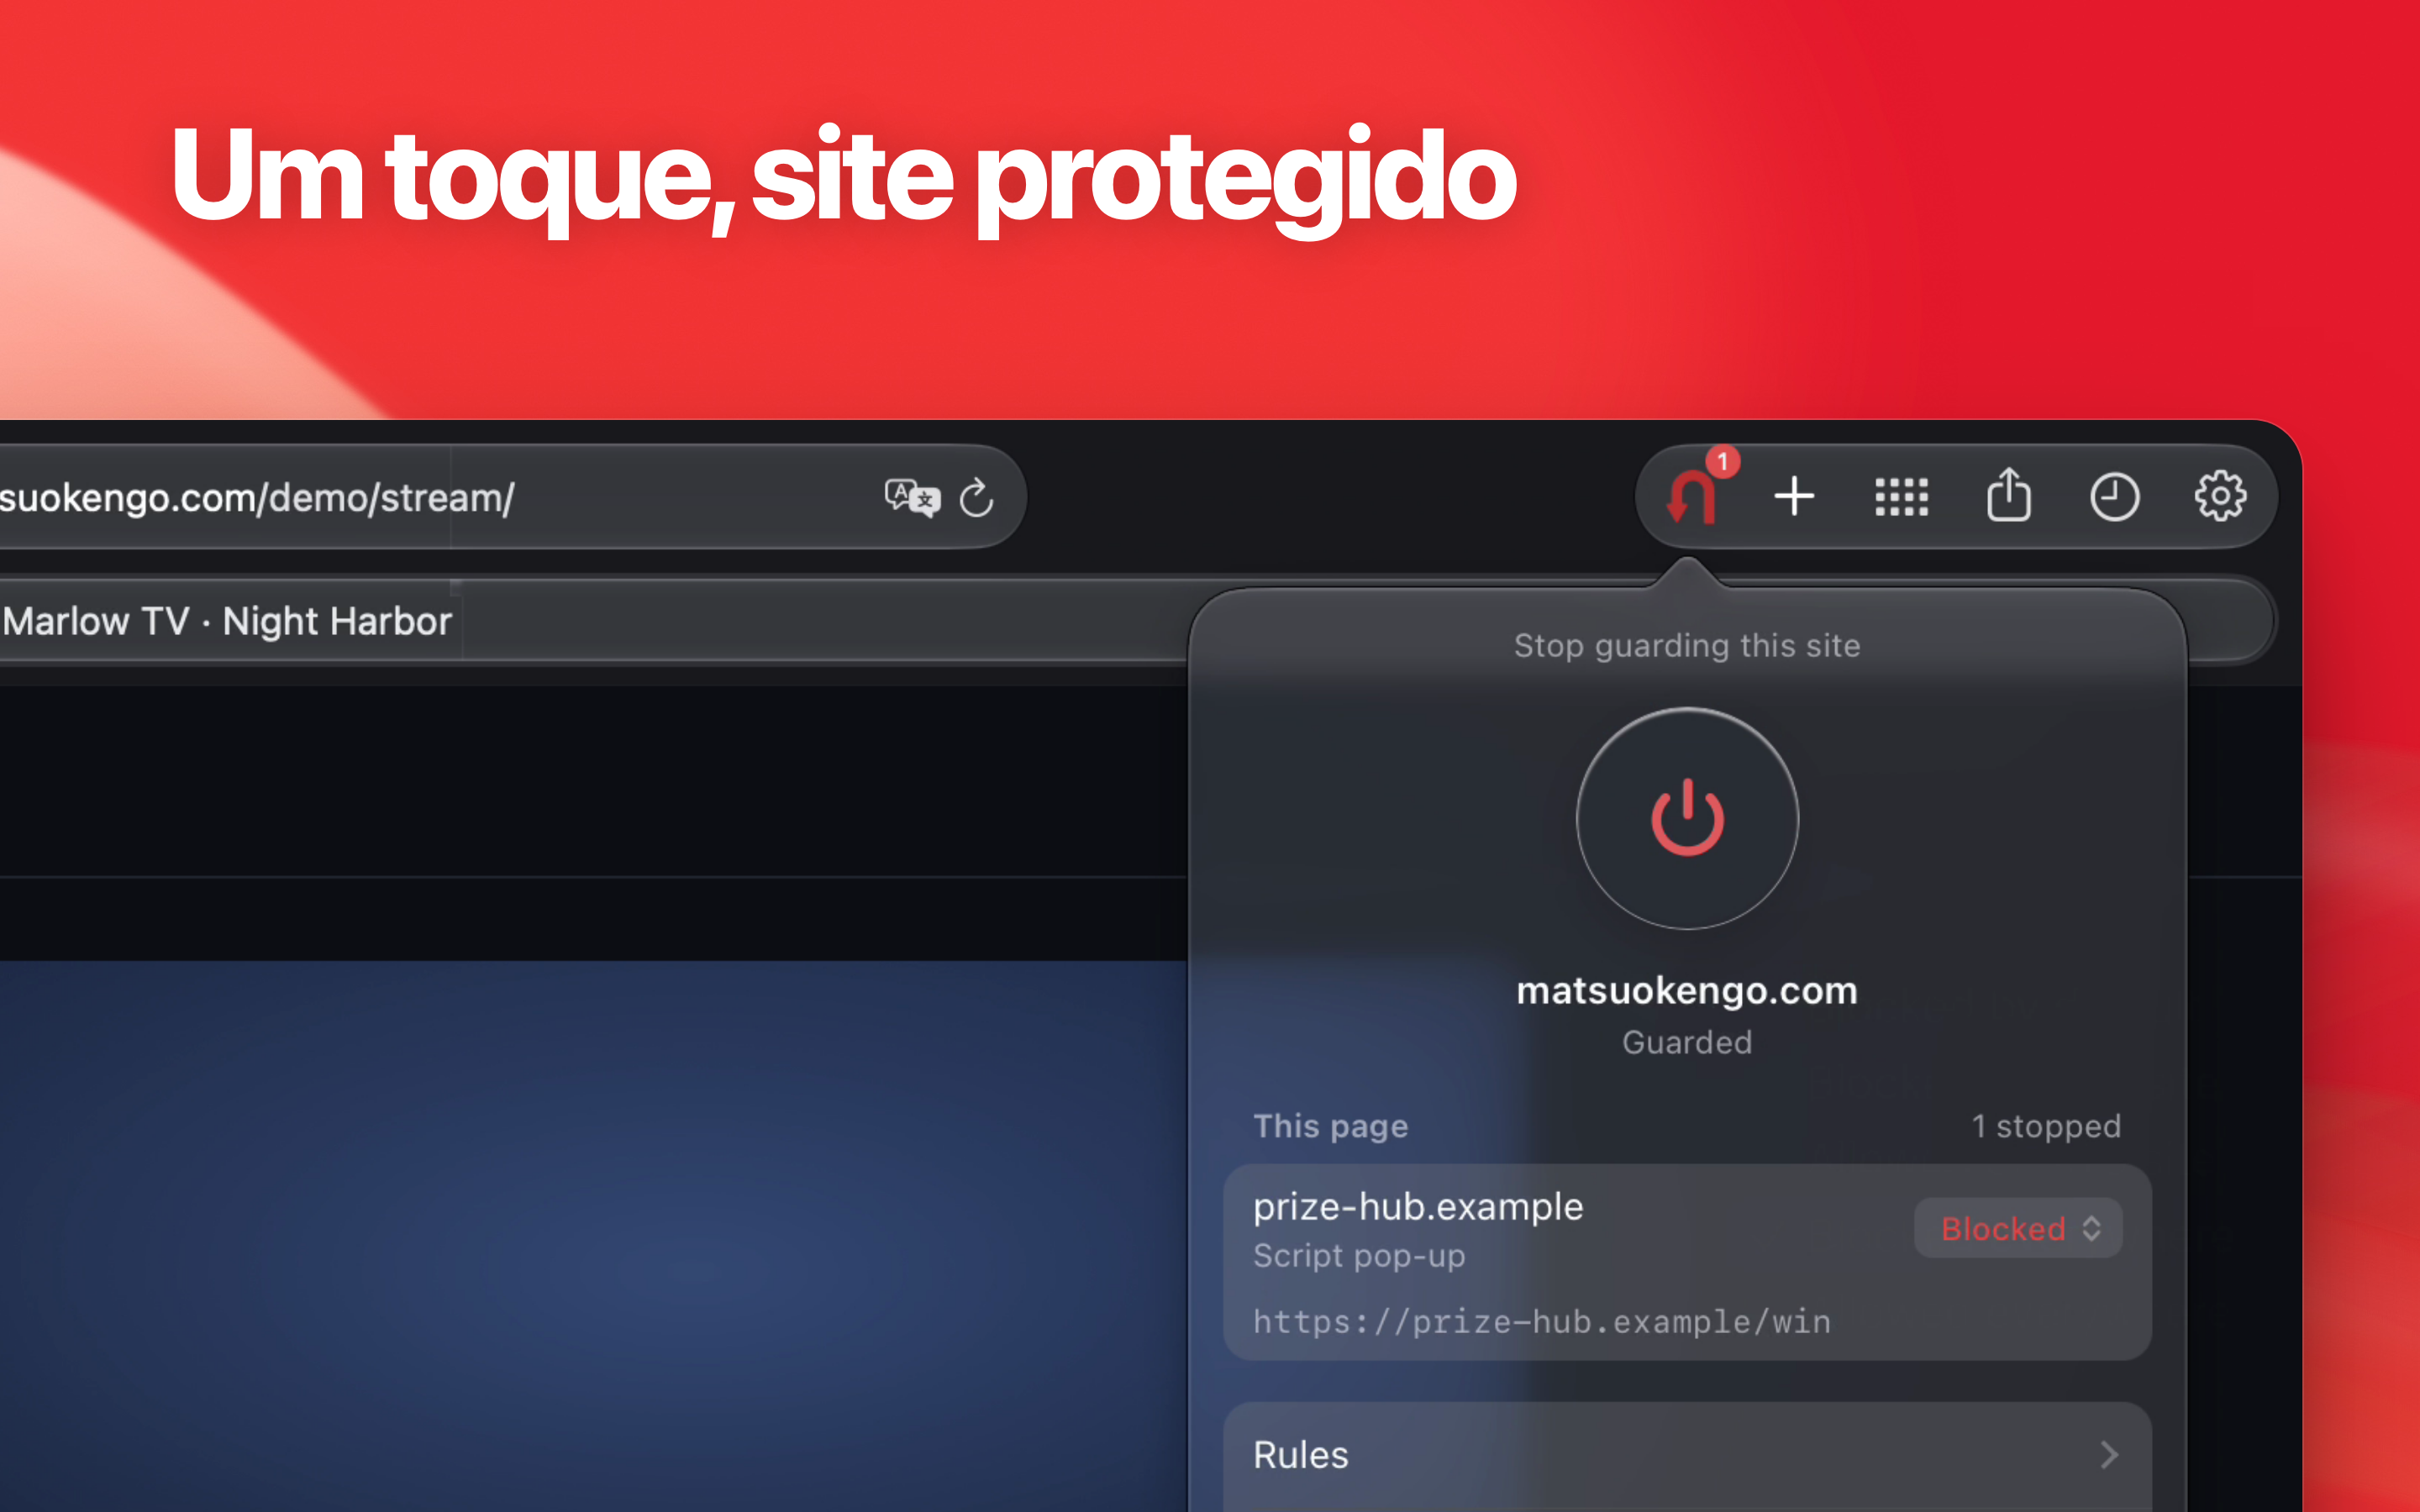 Um toque, site protegido
suokengo.com/demo/stream/
1
Marlow TV · Night Harbor
Stop guarding this site
matsuokengo.com
Guarded
This page
1 stopped
prize-hub.example
Script pop-up
Blocked
https://prize-hub.example/win
Rules